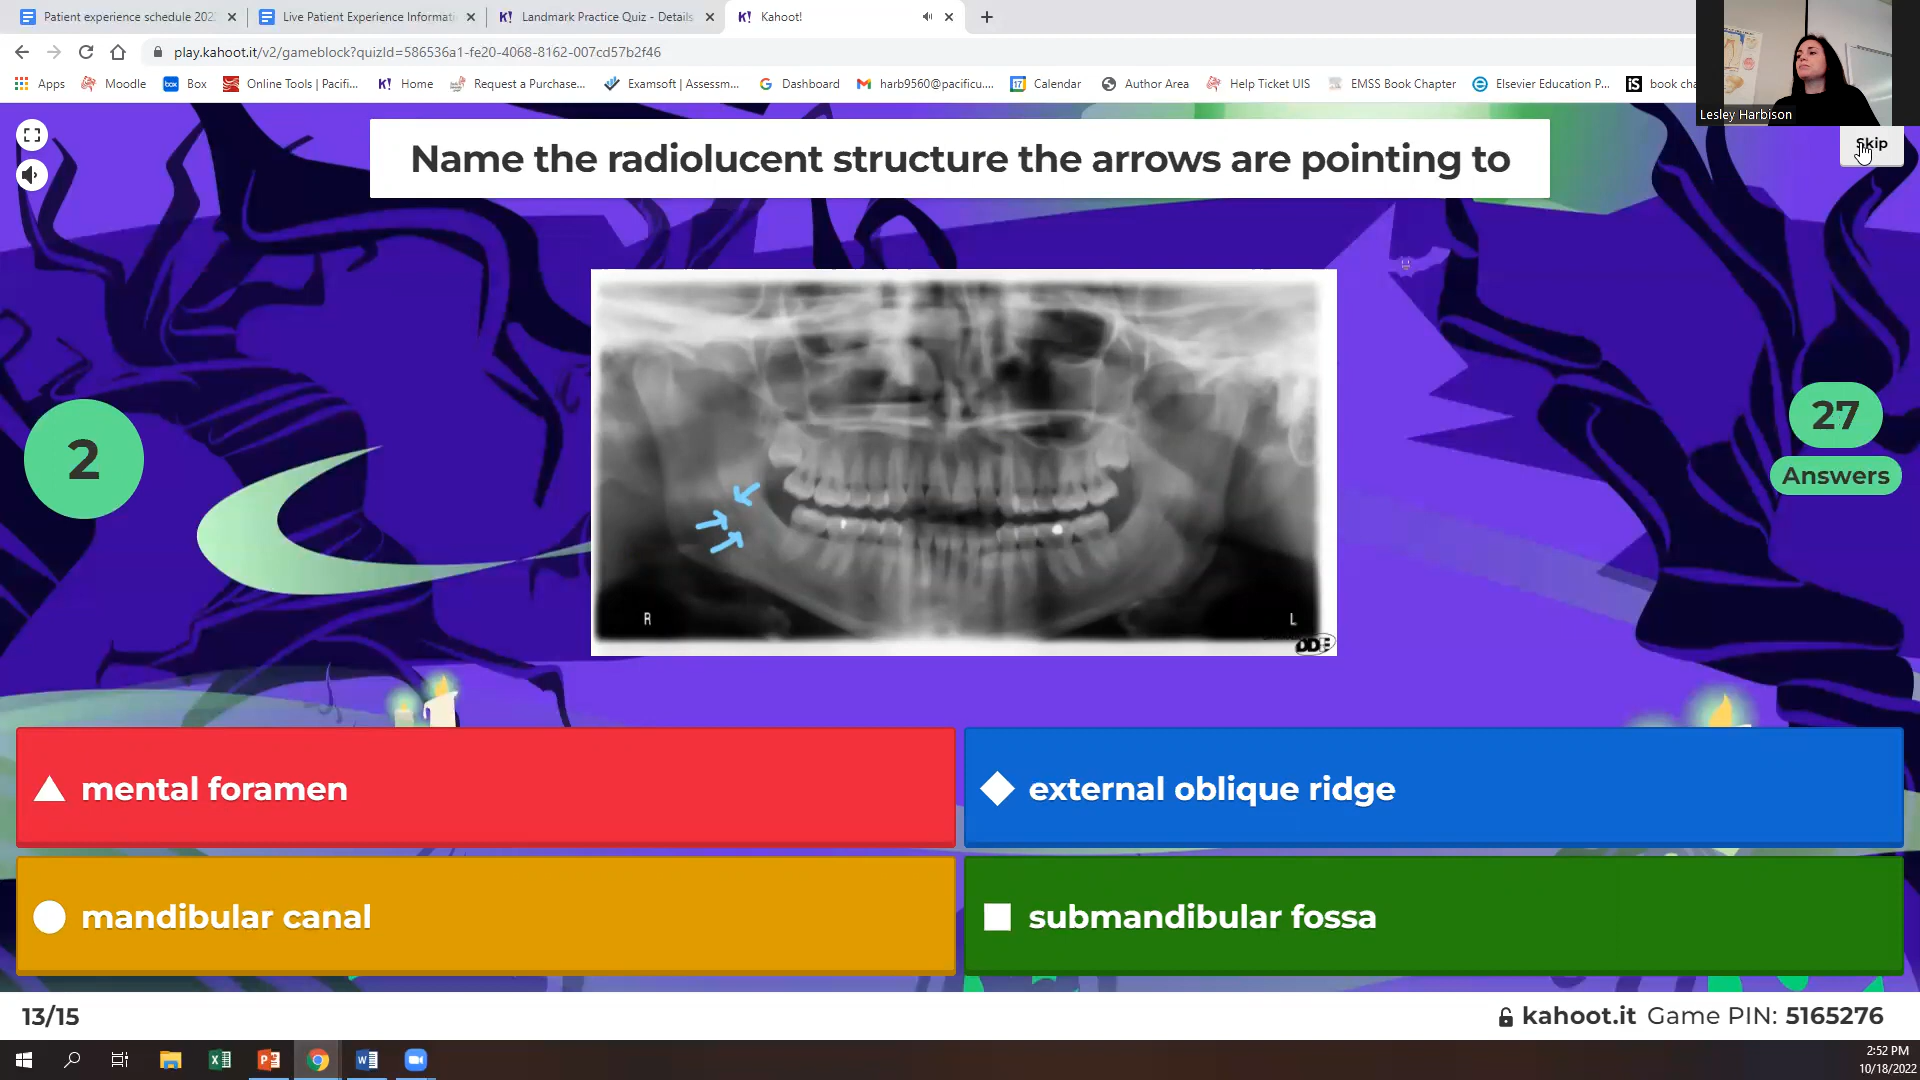 Patient experience schedule 202
Live Patient Experience Informati
K! Landmark Practice Quiz - Details
K! Kahoot!
play.kahoot.it/v2/gameblock?quizId=586536a1-fe20-4068-8162-007cd57b2f46
Apps Moodle box Box Online Tools | Pacifi... K! Home Request a Purchase... Examsoft | Assessm... G Dashboard harb9560@pacificu.... 17 Calendar Author Area Help Ticket UIS EMSS Book Chapter Elsevier Education P... iS book cha
Lesley Harbison
Name the radiolucent structure the arrows are pointing to
Skip
2
27
Answers
R
L
mental foramen
external oblique ridge
mandibular canal
submandibular fossa
13/15
kahoot.it Game PIN: 5165276
2:52 PM
10/18/2022